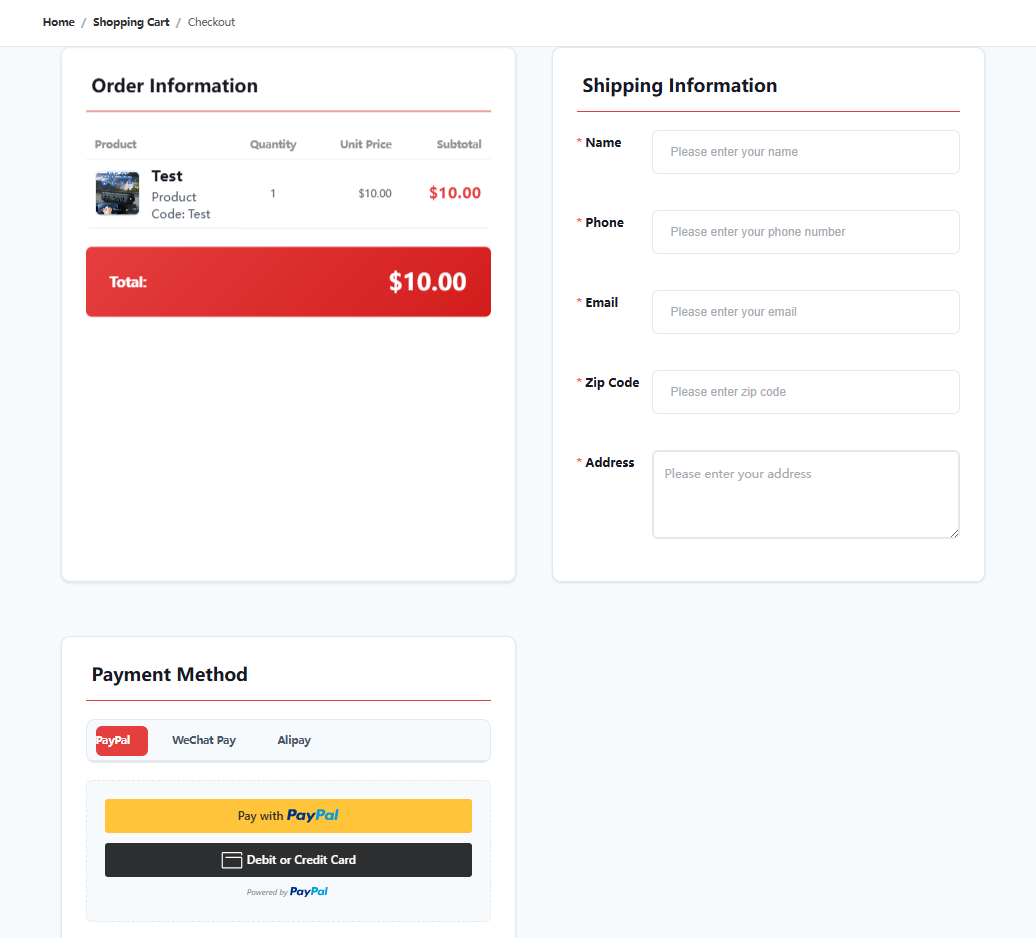 Home / Shopping Cart / Checkout
Order Information
Product Quantity Unit Price Subtotal
Test
Product
Code: Test
1 $10.00 $10.00
Total: $10.00
Shipping Information
* Name Please enter your name
* Phone Please enter your phone number
* Email Please enter your email
* Zip Code Please enter zip code
* Address Please enter your address
Payment Method
PayPal WeChat Pay Alipay
Pay with PayPal
Debit or Credit Card
Powered by PayPal